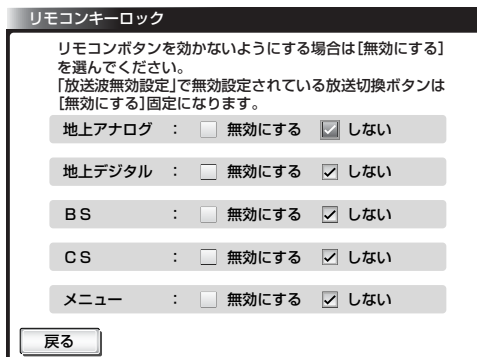 リモコンキーロック
リモコンボタンを効かないようにする場合は[無効にする]
を選んでください。
「放送波無効設定」で無効設定されている放送切換ボタンは
[無効にする]固定になります。
地上アナログ : 無効にする しない
地上デジタル : 無効にする しない
BS : 無効にする しない
CS : 無効にする しない
メニュー : 無効にする しない
戻る